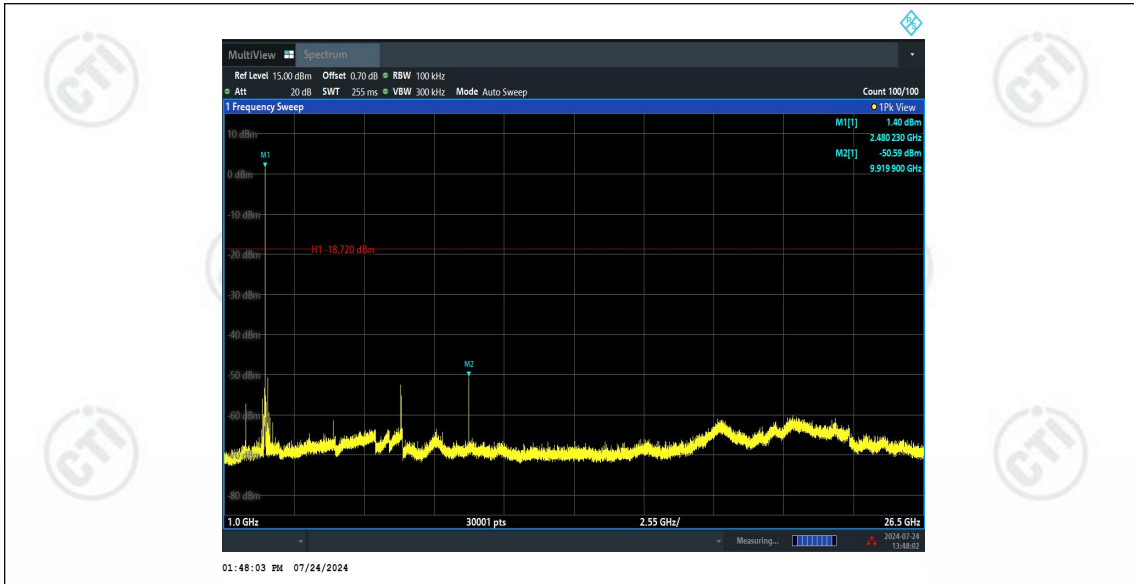 R&S
MultiView Spectrum
Ref Level 15.00 dBm Offset 0.70 dB RBW 100 kHz
Att 20 dB SWT 255 ms VBW 300 kHz Mode Auto Sweep Count 100/100
1 Frequency Sweep 1Pk View
M1[1] 1.40 dBm
2.480 230 GHz
M2[1] -50.59 dBm
9.919 900 GHz
10 dBm
M1
0 dBm
-10 dBm
H1 -18.720 dBm
-20 dBm
-30 dBm
-40 dBm
M2
-50 dBm
-60 dBm
-80 dBm
1.0 GHz 30001 pts 2.55 GHz/ 26.5 GHz
Measuring... 2024-07-24
13:48:02
01:48:03 PM 07/24/2024
CTI
CTI
CTI
CTI